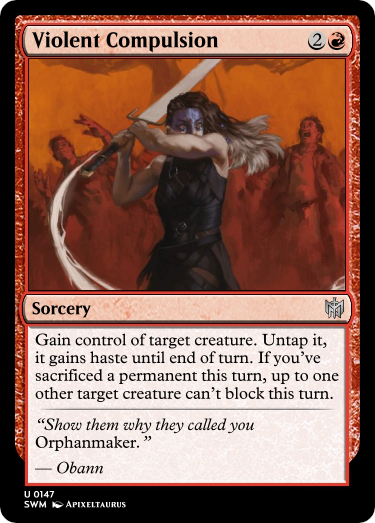 Violent Compulsion 2
Sorcery
Gain control of target creature. Untap it,
it gains haste until end of turn. If you've
sacrificed a permanent this turn, up to one
other target creature can't block this turn.
“Show them why they called you
Orphanmaker.”
— Obann
U 0147
SWM Apixeltaurus